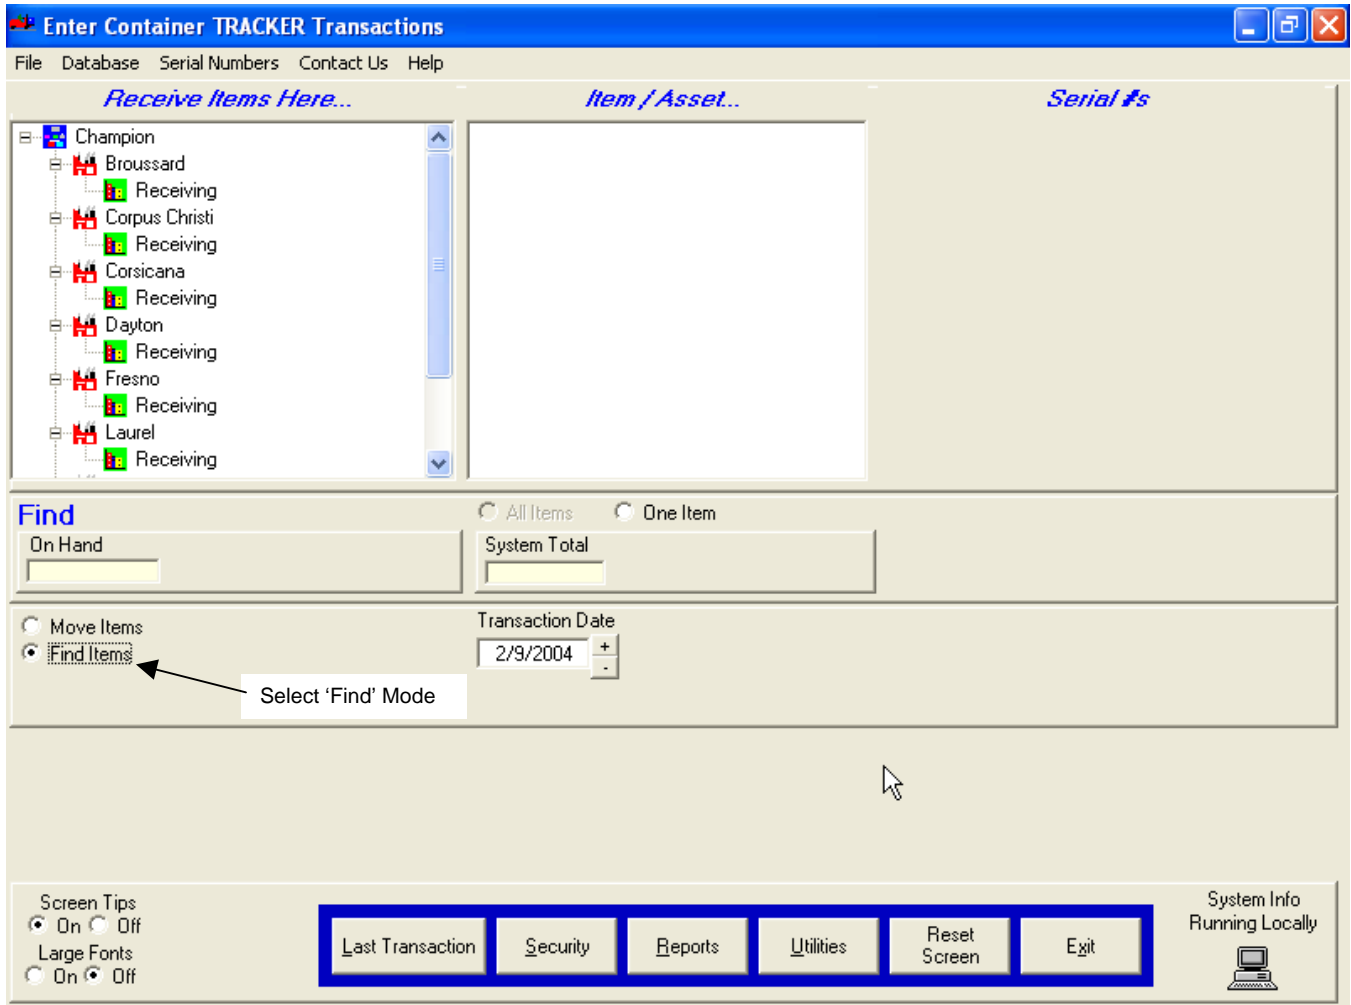 Enter Container TRACKER Transactions
File Database Serial Numbers Contact Us Help
Receive Items Here... Item / Asset... Serial #s
Champion
Broussard
Receiving
Corpus Christi
Receiving
Corsicana
Receiving
Dayton
Receiving
Fresno
Receiving
Laurel
Receiving
Find
All Items One Item
On Hand
System Total
Move Items
Find Items
Transaction Date
2/9/2004 + -
Select ‘Find’ Mode
Screen Tips
On Off
Large Fonts
On Off
Last Transaction Security Reports Utilities Reset Screen Exit
System Info
Running Locally